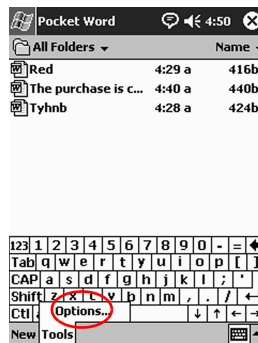 Pocket Word 4:50
All Folders Name
Red 4:29 a 416b
The purchase is c... 4:40 a 440b
Tyhnb 4:28 a 424b
123 1 2 3 4 5 6 7 8 9 0 - =
Tab q w e r t y u i o p [ ]
CAP a s d f g h j k l ; '
Shift z x c v b n m , . /
Ctl a
Options...
New Tools